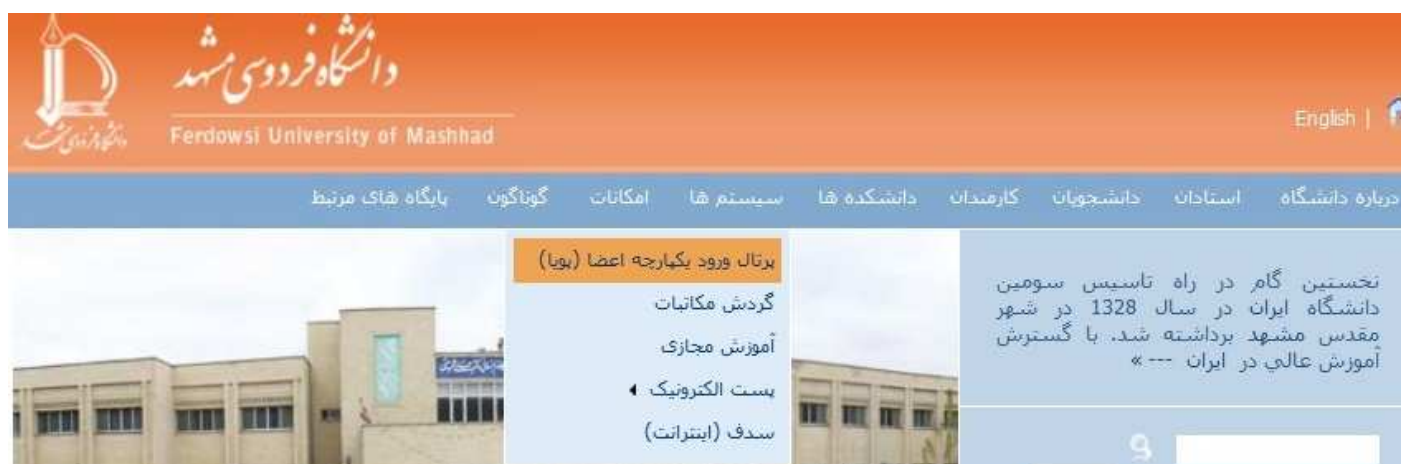 دانشگاه فردوسی مشهد
Ferdowsi University of Mashhad
دانشگاه فردوسی مشهد
English |
درباره دانشگاه استادان دانشجویان کارمندان دانشکده ها سیستم ها امکانات گوناگون پایگاه های مرتبط
نخستین گام در راه تاسیس سومین
دانشگاه ایران در سال 1328 در شهر
مقدس مشهد برداشته شد. با گسترش
آموزش عالي در ایران --- »
پرتال ورود یکپارچه اعضا (پویا)
گردش مکاتبات
آموزش مجازی
پست الکترونیک
سدف (اینترانت)